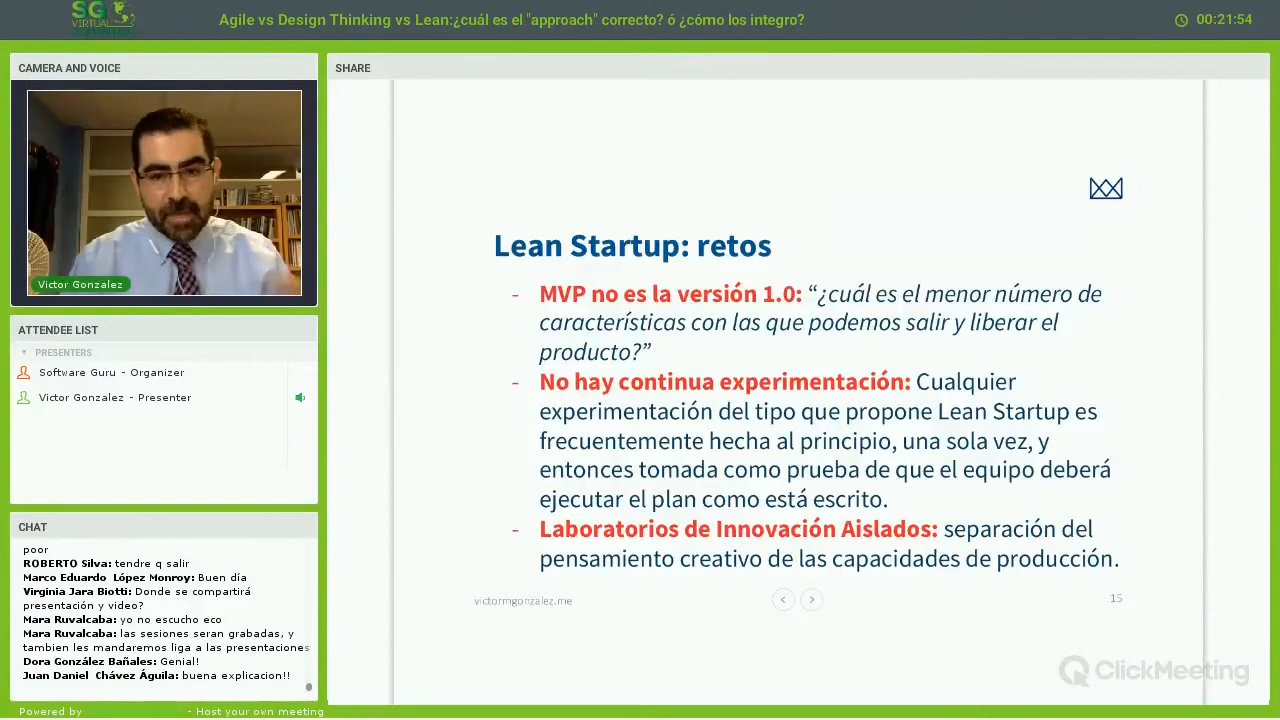 SG
VIRTUAL
Agile vs Design Thinking vs Lean:¿cuál es el "approach" correcto? ó ¿cómo los integro?
00:21:54
CAMERA AND VOICE
Victor Gonzalez
ATTENDEE LIST
PRESENTERS
Software Guru - Organizer
Victor Gonzalez - Presenter
CHAT
poor
ROBERTO Silva: tendre q salir
Marco Eduardo López Monroy: Buen día
Virginia Jara Biotti: Donde se compartirá
presentación y video?
Mara Ruvalcaba: yo no escucho eco
Mara Ruvalcaba: las sesiones seran grabadas, y
tambien les mandaremos liga a las presentaciones
Dora González Bañales: Genial!
Juan Daniel Chávez Águila: buena explicacion!!
Powered by - Host your own meeting
SHARE
Lean Startup: retos
- MVP no es la versión 1.0: “¿cuál es el menor número de
características con las que podemos salir y liberar el
producto?”
- No hay continua experimentación: Cualquier
experimentación del tipo que propone Lean Startup es
frecuentemente hecha al principio, una sola vez, y
entonces tomada como prueba de que el equipo deberá
ejecutar el plan como está escrito.
- Laboratorios de Innovación Aislados: separación del
pensamiento creativo de las capacidades de producción.
victormgonzalez.me
15
ClickMeeting